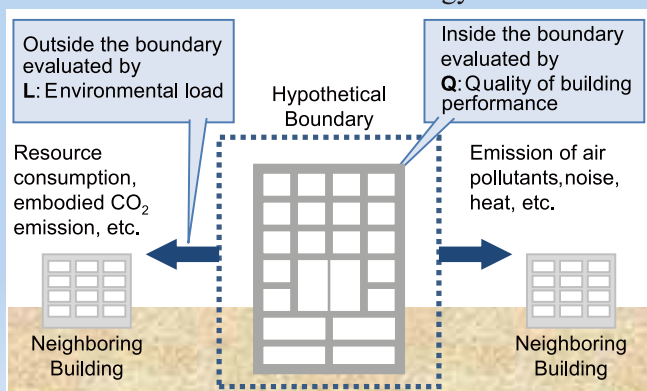 Outside the boundary
evaluated by
L: Environmental load
Hypothetical
Boundary
Inside the boundary
evaluated by
Q: Quality of building
performance
Resource
consumption,
embodied CO₂
emission, etc.
Emission of air
pollutants,noise,
heat, etc.
Neighboring
Building
Neighboring
Building